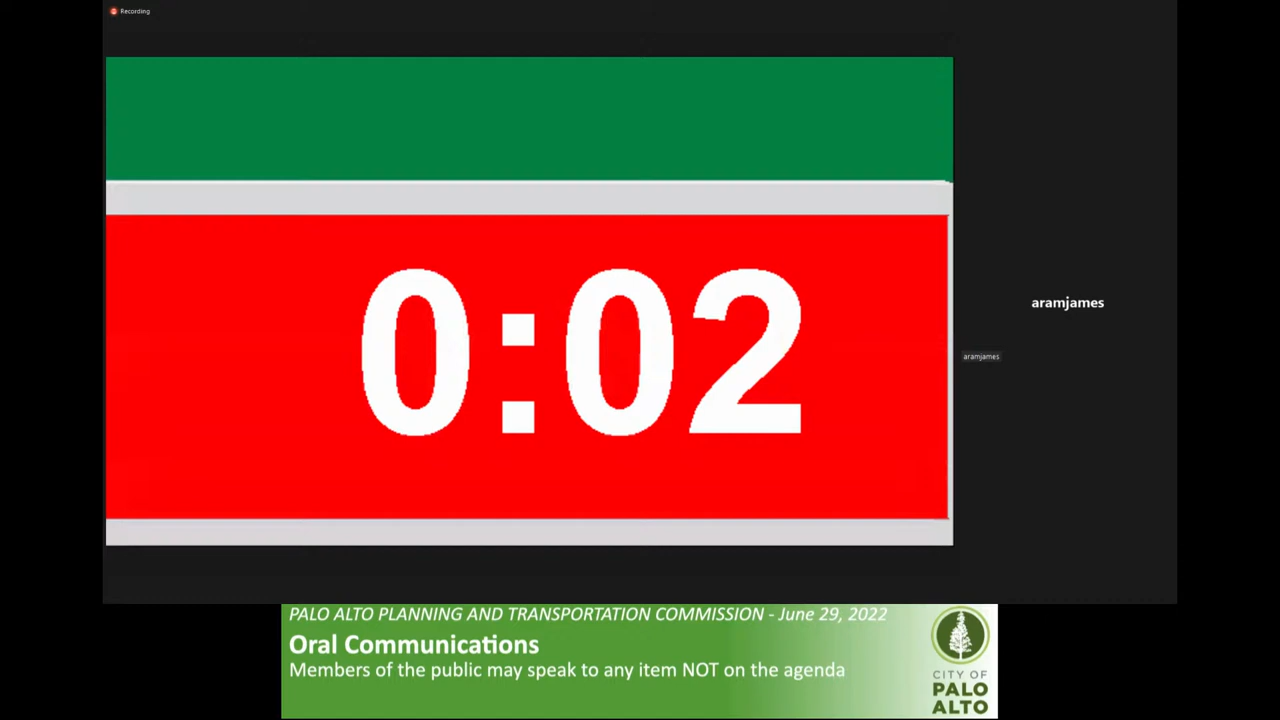 Recording
0:02
aramjames
aramjames
PALO ALTO PLANNING AND TRANSPORTATION COMMISSION - June 29, 2022
Oral Communications
Members of the public may speak to any item NOT on the agenda
CITY OF
PALO
ALTO